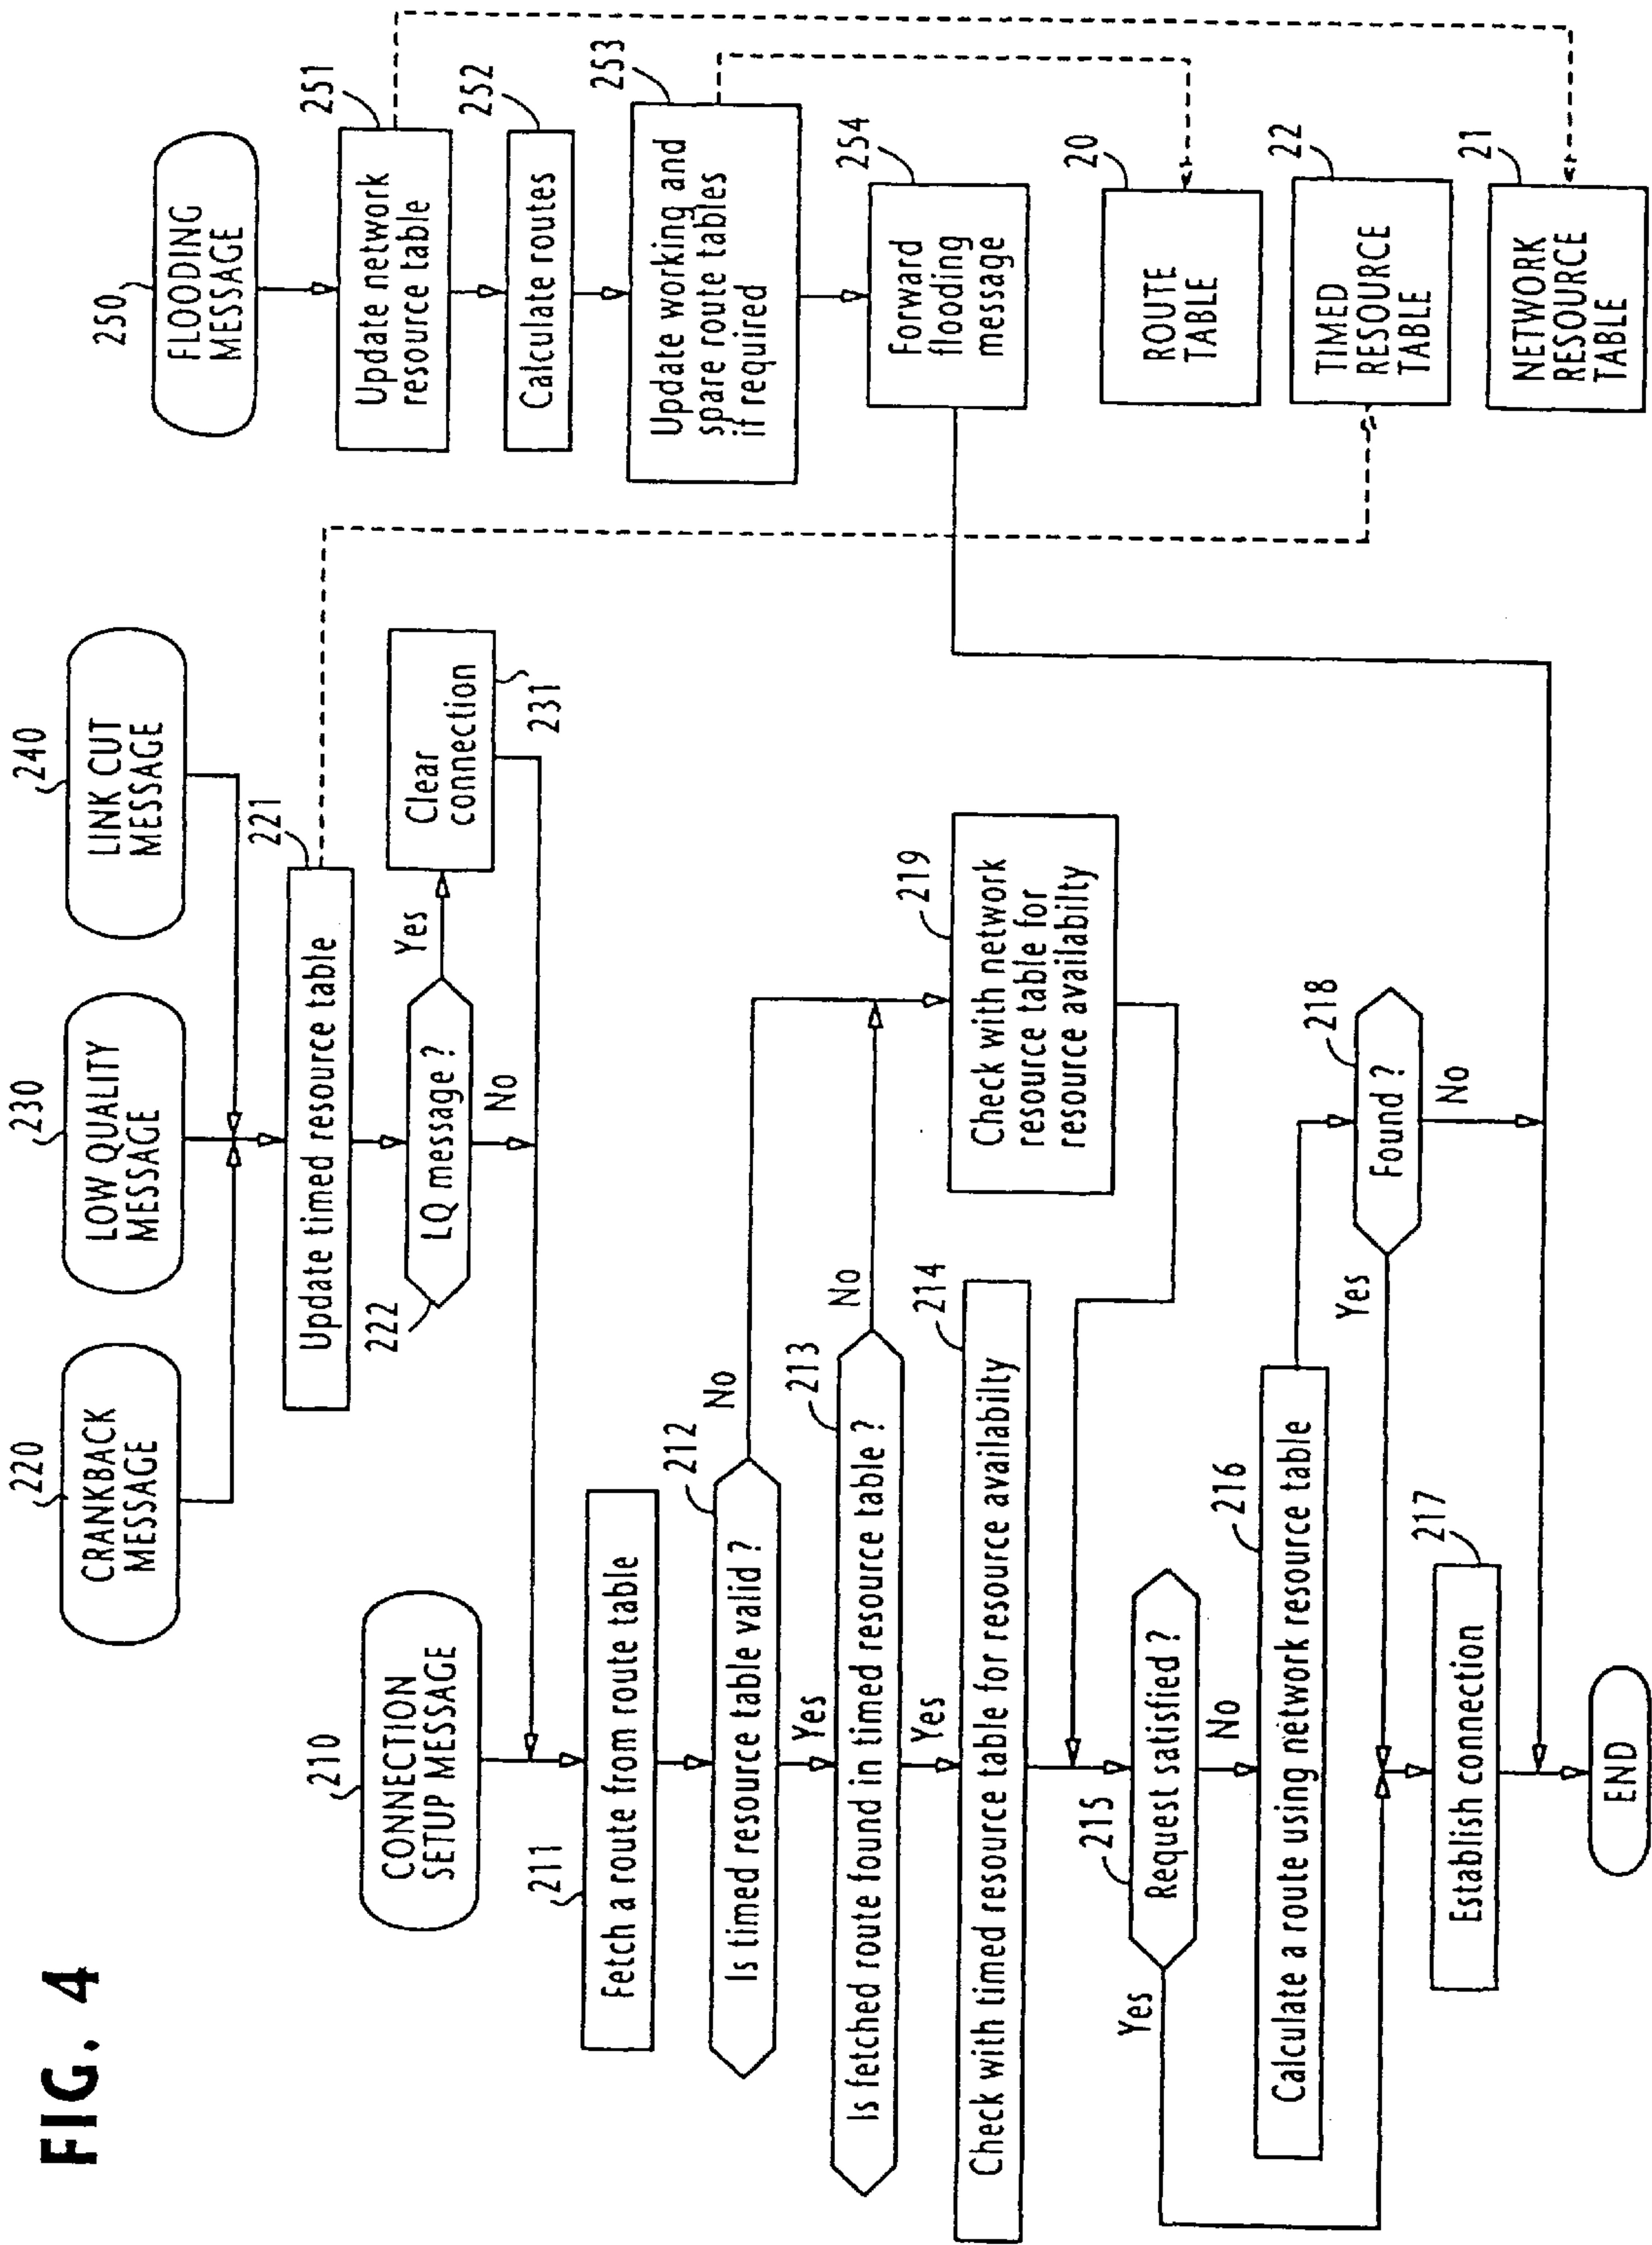 FIG. 4
220
CRANKBACK
MESSAGE
230
LOW QUALITY
MESSAGE
240
LINK CUT
MESSAGE
221
Update timed resource table
222
LQ message ?
Yes
No
Clear
connection
231
210
CONNECTION
SETUP MESSAGE
211
Fetch a route from route table
212
Is timed resource table valid ?
No
Yes
213
Is fetched route found in timed resource table ?
No
Yes
214
Check with timed resource table for resource availabilty
219
Check with network
resource table for
resource availabilty
215
Request satisfied ?
Yes
No
216
Calculate a route using network resource table
218
Found ?
Yes
No
217
Establish connection
END
250
FLOODING
MESSAGE
251
Update network
resource table
252
Calculate routes
253
Update working and
spare route tables
if required
254
Forward
flooding
message
20
ROUTE
TABLE
22
TIMED
RESOURCE
TABLE
21
NETWORK
RESOURCE
TABLE